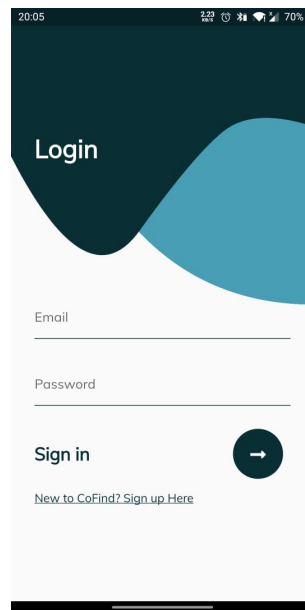 20:05 2.23 KB/S 70%
Login
Email
Password
Sign in
New to CoFind? Sign up Here